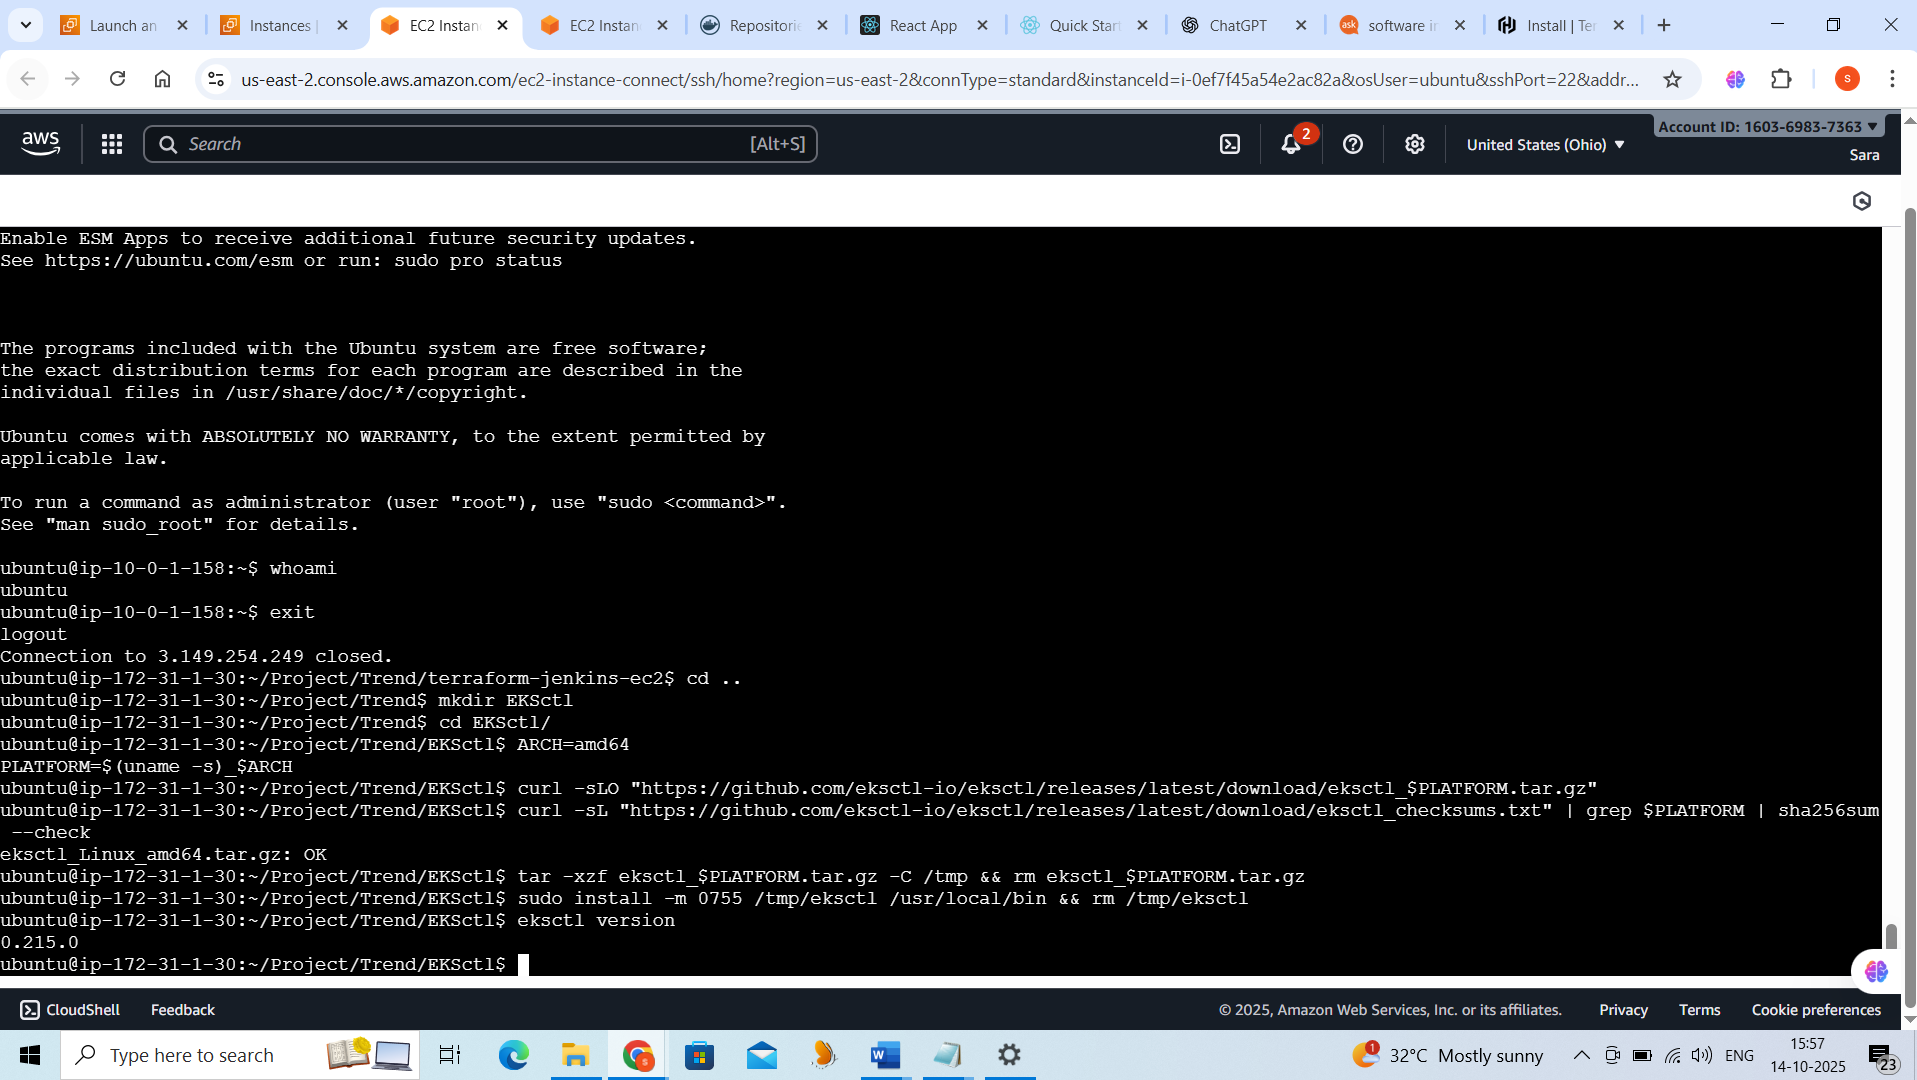 Launch an
Instances |
EC2 Instan
EC2 Instan
Repositorie
React App
Quick Start
ChatGPT
ask
software in
Install | Ter
us-east-2.console.aws.amazon.com/ec2-instance-connect/ssh/home?region=us-east-2&connType=standard&instanceId=i-0ef7f45a54e2ac82a&osUser=ubuntu&sshPort=22&addr...
S
aws
Search
[Alt+S]
2
United States (Ohio)
Account ID: 1603-6983-7363
Sara
Enable ESM Apps to receive additional future security updates.
See https://ubuntu.com/esm or run: sudo pro status
The programs included with the Ubuntu system are free software;
the exact distribution terms for each program are described in the
individual files in /usr/share/doc/*/copyright.
Ubuntu comes with ABSOLUTELY NO WARRANTY, to the extent permitted by
applicable law.
To run a command as administrator (user "root"), use "sudo <command>".
See "man sudo_root" for details.
ubuntu@ip-10-0-1-158:~$ whoami
ubuntu
ubuntu@ip-10-0-1-158:~$ exit
logout
Connection to 3.149.254.249 closed.
ubuntu@ip-172-31-1-30:~/Project/Trend/terraform-jenkins-ec2$ cd ..
ubuntu@ip-172-31-1-30:~/Project/Trend$ mkdir EKSctl
ubuntu@ip-172-31-1-30:~/Project/Trend$ cd EKSctl/
ubuntu@ip-172-31-1-30:~/Project/Trend/EKSctl$ ARCH=amd64
PLATFORM=$(uname -s)_$ARCH
ubuntu@ip-172-31-1-30:~/Project/Trend/EKSctl$ curl -sLO "https://github.com/eksctl-io/eksctl/releases/latest/download/eksctl_$PLATFORM.tar.gz"
ubuntu@ip-172-31-1-30:~/Project/Trend/EKSctl$ curl -sL "https://github.com/eksctl-io/eksctl/releases/latest/download/eksctl_checksums.txt" | grep $PLATFORM | sha256sum
--check
eksctl_Linux_amd64.tar.gz: OK
ubuntu@ip-172-31-1-30:~/Project/Trend/EKSctl$ tar -xzf eksctl_$PLATFORM.tar.gz -C /tmp && rm eksctl_$PLATFORM.tar.gz
ubuntu@ip-172-31-1-30:~/Project/Trend/EKSctl$ sudo install -m 0755 /tmp/eksctl /usr/local/bin && rm /tmp/eksctl
ubuntu@ip-172-31-1-30:~/Project/Trend/EKSctl$ eksctl version
0.215.0
ubuntu@ip-172-31-1-30:~/Project/Trend/EKSctl$
CloudShell
Feedback
© 2025, Amazon Web Services, Inc. or its affiliates.
Privacy
Terms
Cookie preferences
Type here to search
W
1
32°C Mostly sunny
ENG
15:57
14-10-2025
23